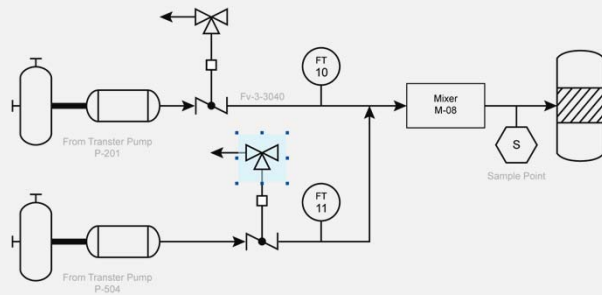 FT
10
Fv-3-3040
Mixer
M-08
From Transter Pump
P-201
S
Sample Point
FT
11
From Transter Pump
P-504